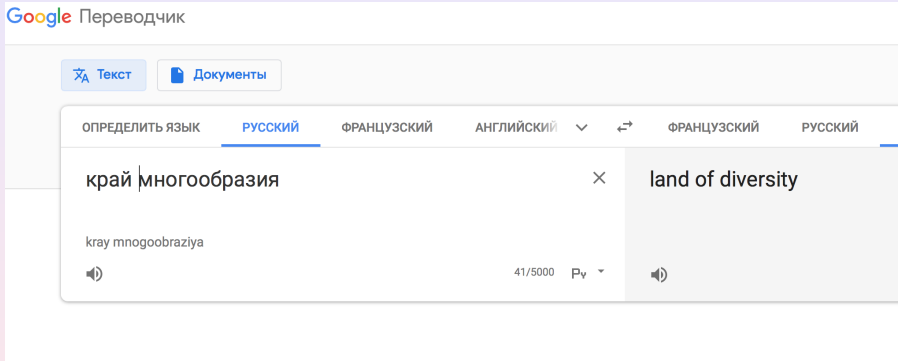 Google Переводчик
Текст Документы
ОПРЕДЕЛИТЬ ЯЗЫК РУССКИЙ ФРАНЦУЗСКИЙ АНГЛИЙСКИЙ ФРАНЦУЗСКИЙ РУССКИЙ
край многообразия land of diversity
kray mnogoobraziya
41/5000 Ру